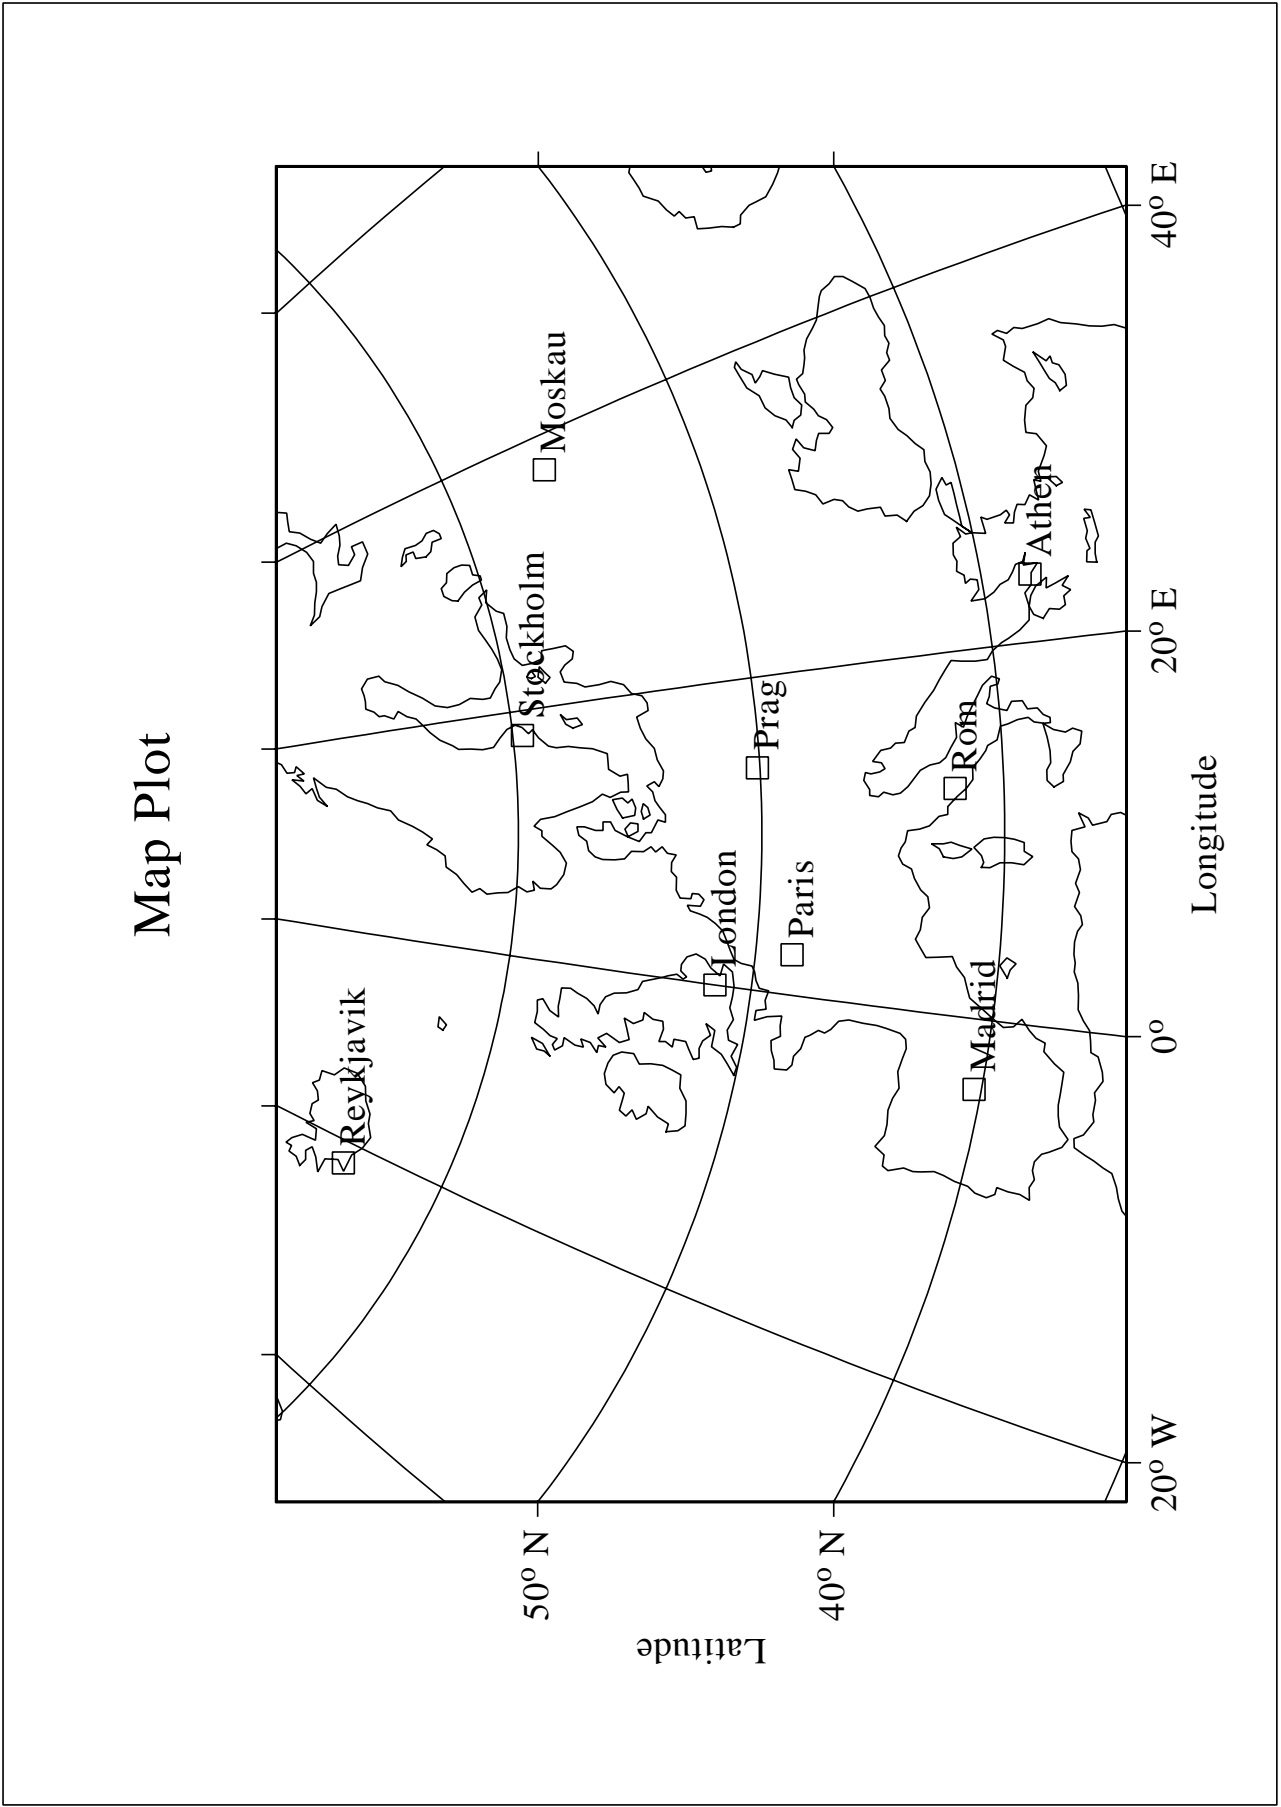 Map Plot
Reykjavik
Stockholm
Moskau
London
Prag
Paris
Rom
Madrid
Athen
50° N
40° N
Latitude
20° W
0°
20° E
40° E
Longitude